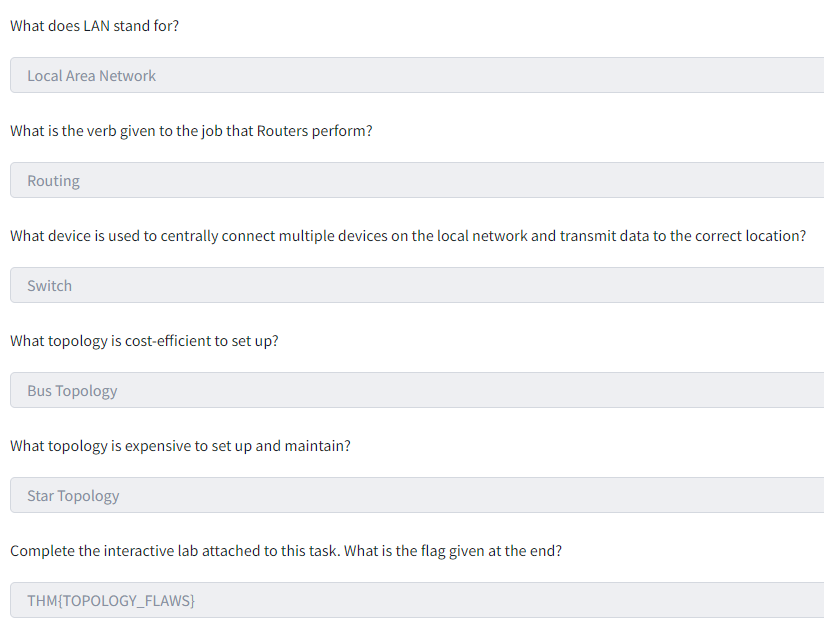 What does LAN stand for?
Local Area Network
What is the verb given to the job that Routers perform?
Routing
What device is used to centrally connect multiple devices on the local network and transmit data to the correct location?
Switch
What topology is cost-efficient to set up?
Bus Topology
What topology is expensive to set up and maintain?
Star Topology
Complete the interactive lab attached to this task. What is the flag given at the end?
THM{TOPOLOGY_FLAWS}